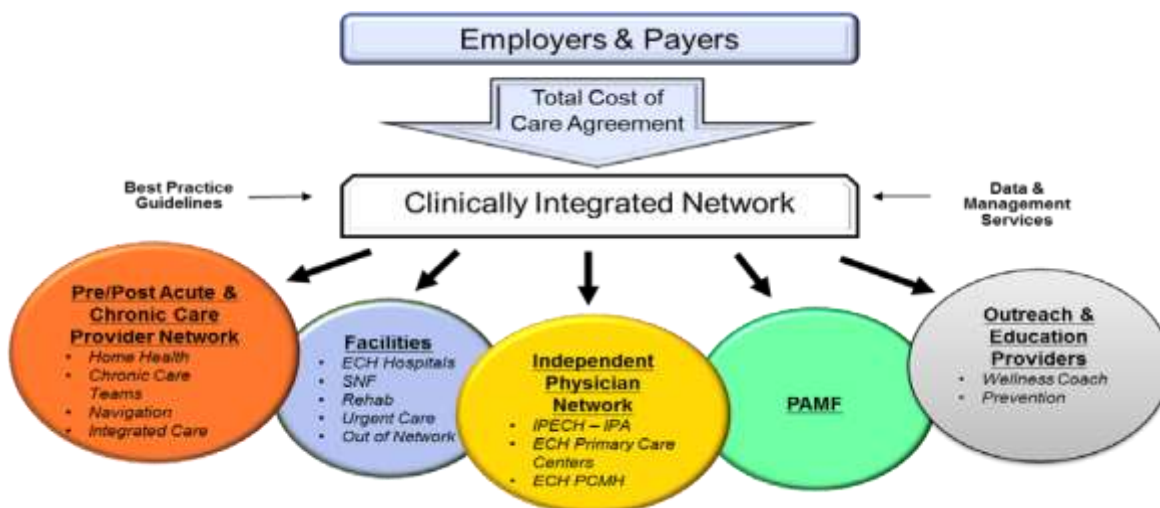 Employers & Payers
Total Cost of
Care Agreement
Best Practice
Guidelines
Clinically Integrated Network
Data &
Management
Services
Pre/Post Acute &
Chronic Care
Provider Network
• Home Health
• Chronic Care
Teams
• Navigation
• Integrated Care
Facilities
• ECH Hospitals
• SNF
• Rehab
• Urgent Care
• Out of Network
Independent
Physician
Network
• IPECH – IPA
• ECH Primary Care
Centers
• ECH PCMH
PAMF
Outreach &
Education
Providers
• Wellness Coach
• Prevention